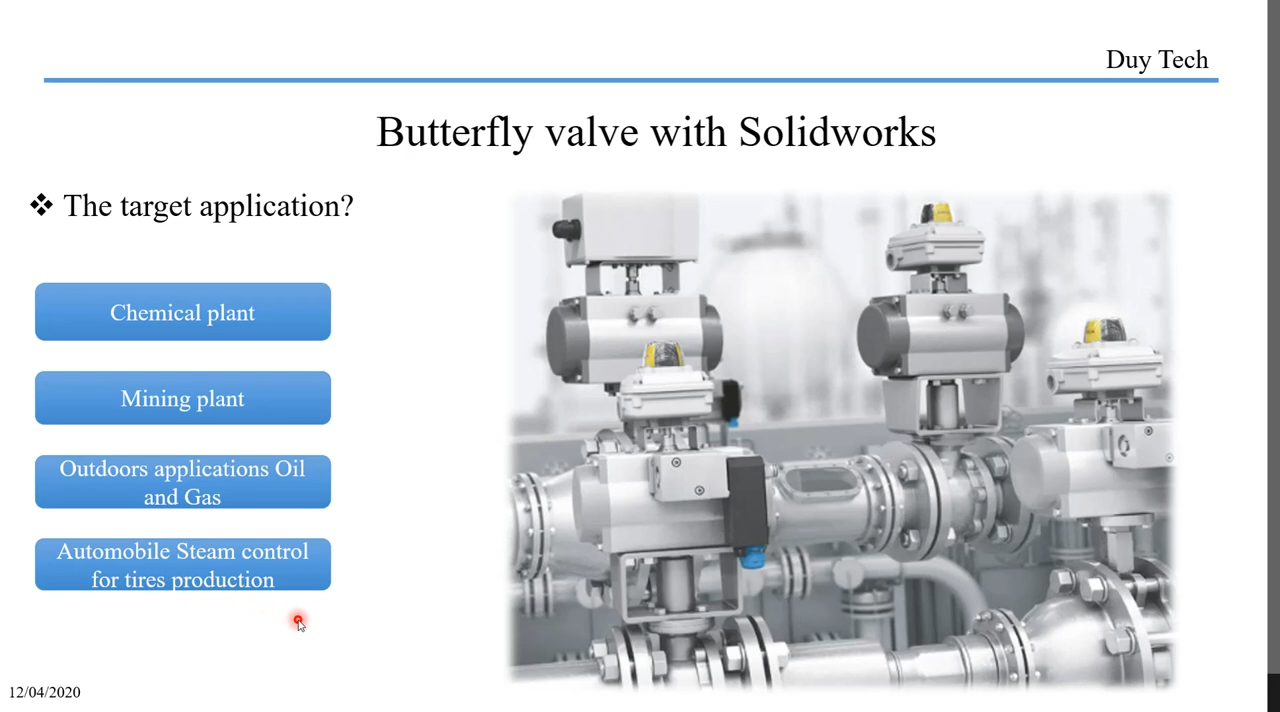 Duy Tech
Butterfly valve with Solidworks
The target application?
Chemical plant
Mining plant
Outdoors applications Oil
and Gas
Automobile Steam control
for tires production
12/04/2020